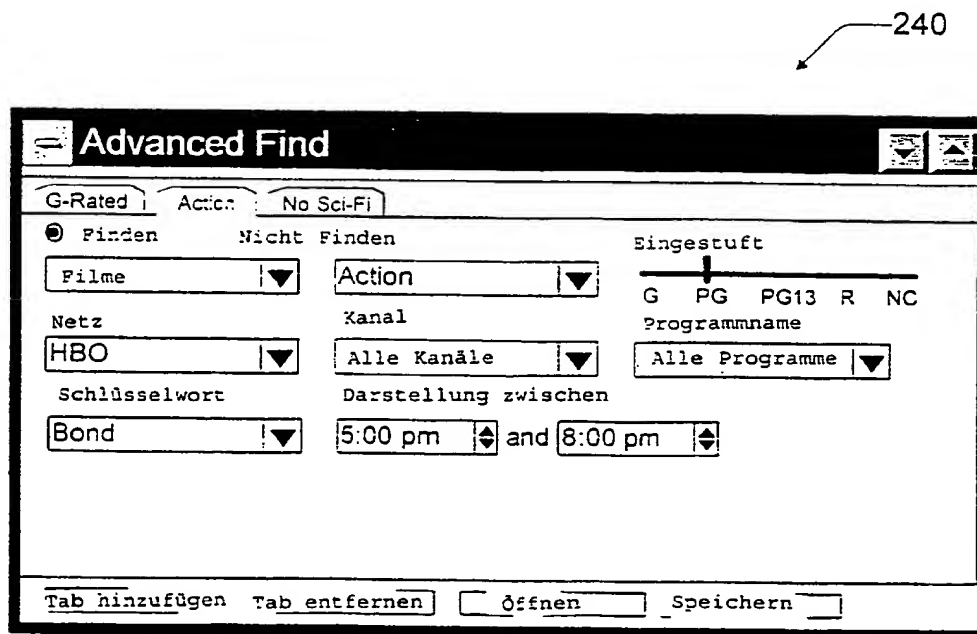 240
Advanced Find
G-Rated Action No Sci-Fi
Finden Nicht Finden Eingestuft
Filme Action
G PG PG13 R NC
Netz Kanal Programmname
HBO Alle Kanäle Alle Programme
Schlüsselwort Darstellung zwischen
Bond 5:00 pm and 8:00 pm
Tab hinzufügen Tab entfernen Öffnen Speichern